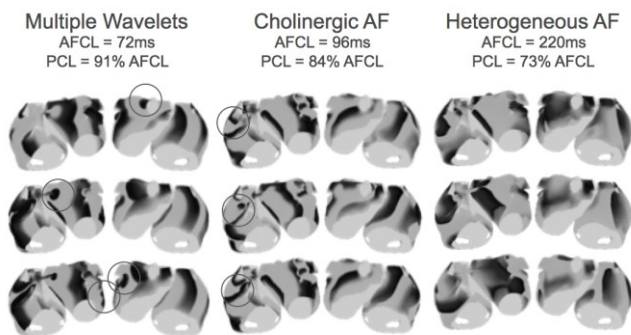 Multiple Wavelets
AFCL = 72ms
PCL = 91% AFCL
Cholinergic AF
AFCL = 96ms
PCL = 84% AFCL
Heterogeneous AF
AFCL = 220ms
PCL = 73% AFCL